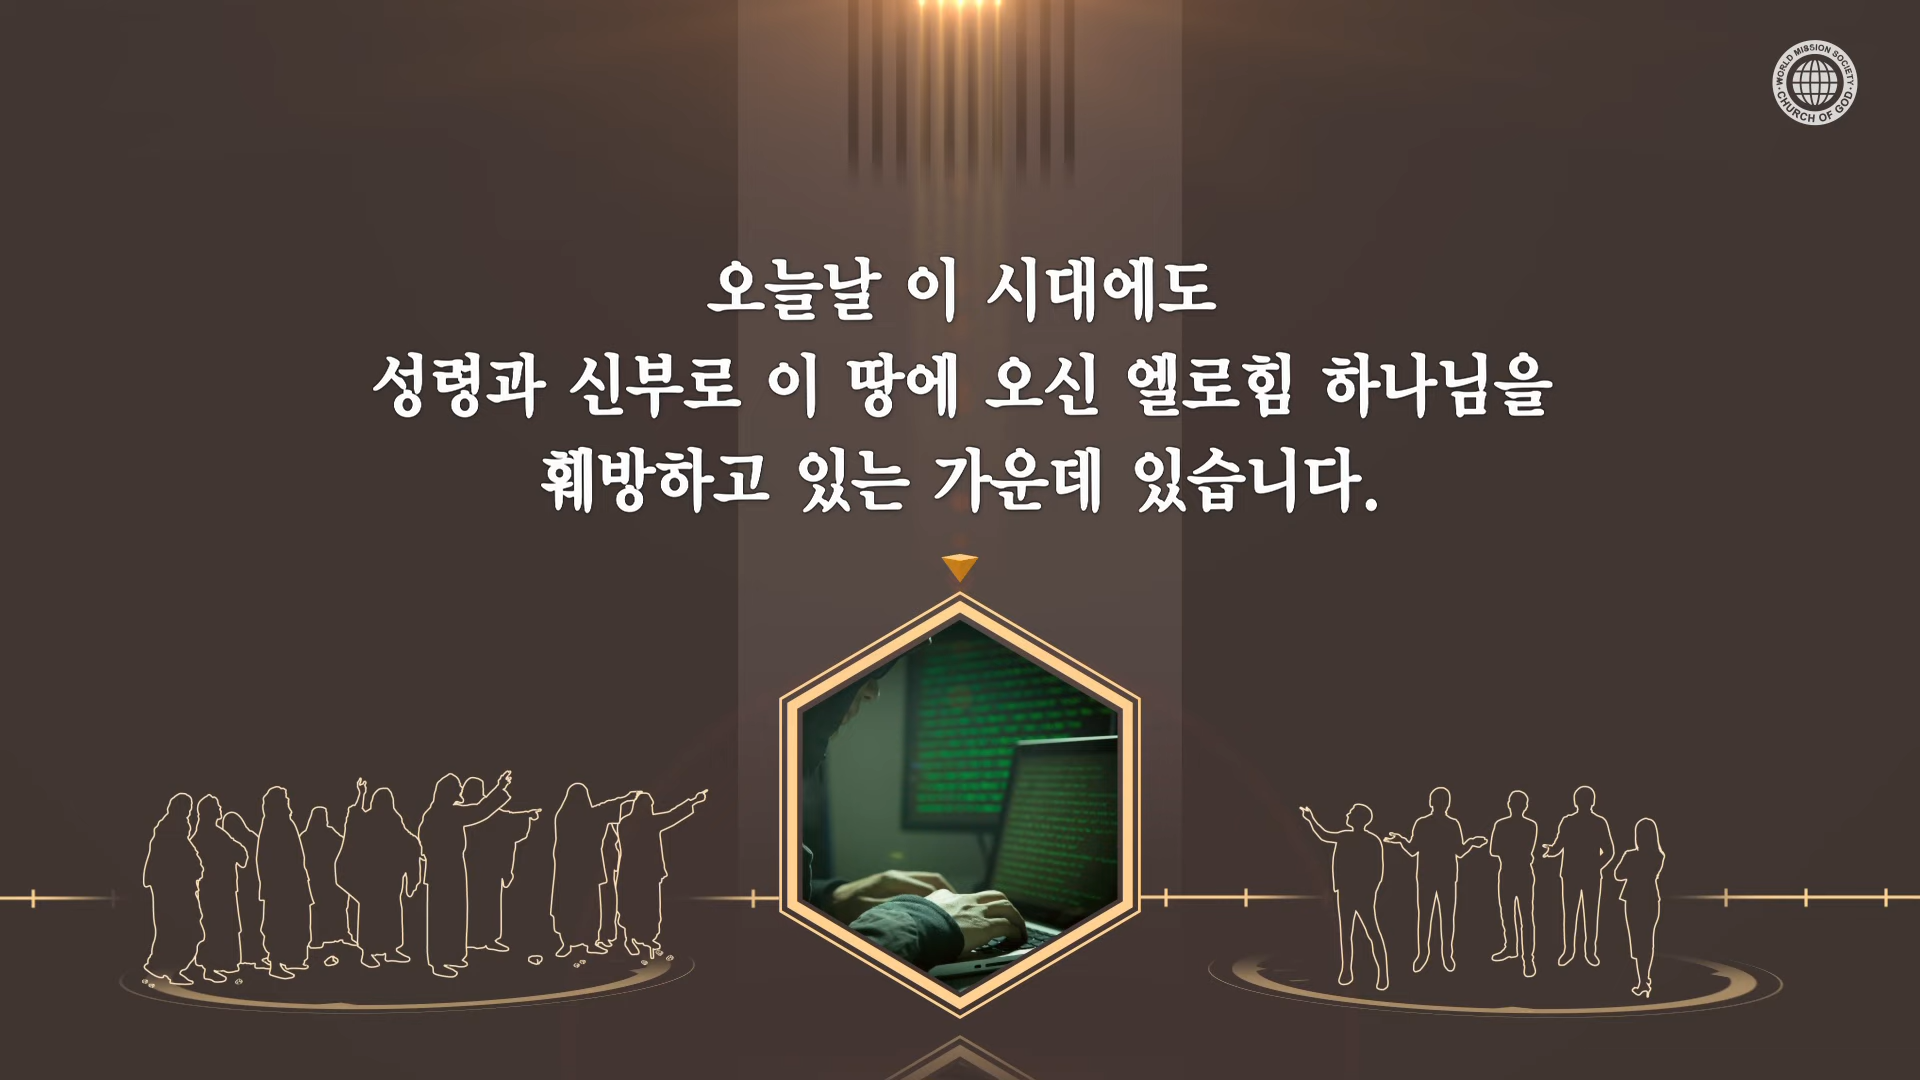 WORLD MISSION SOCIETY
CHURCH OF GOD
오늘날 이 시대에도
성령과 신부로 이 땅에 오신 엘로힘 하나님을
훼방하고 있는 가운데 있습니다.